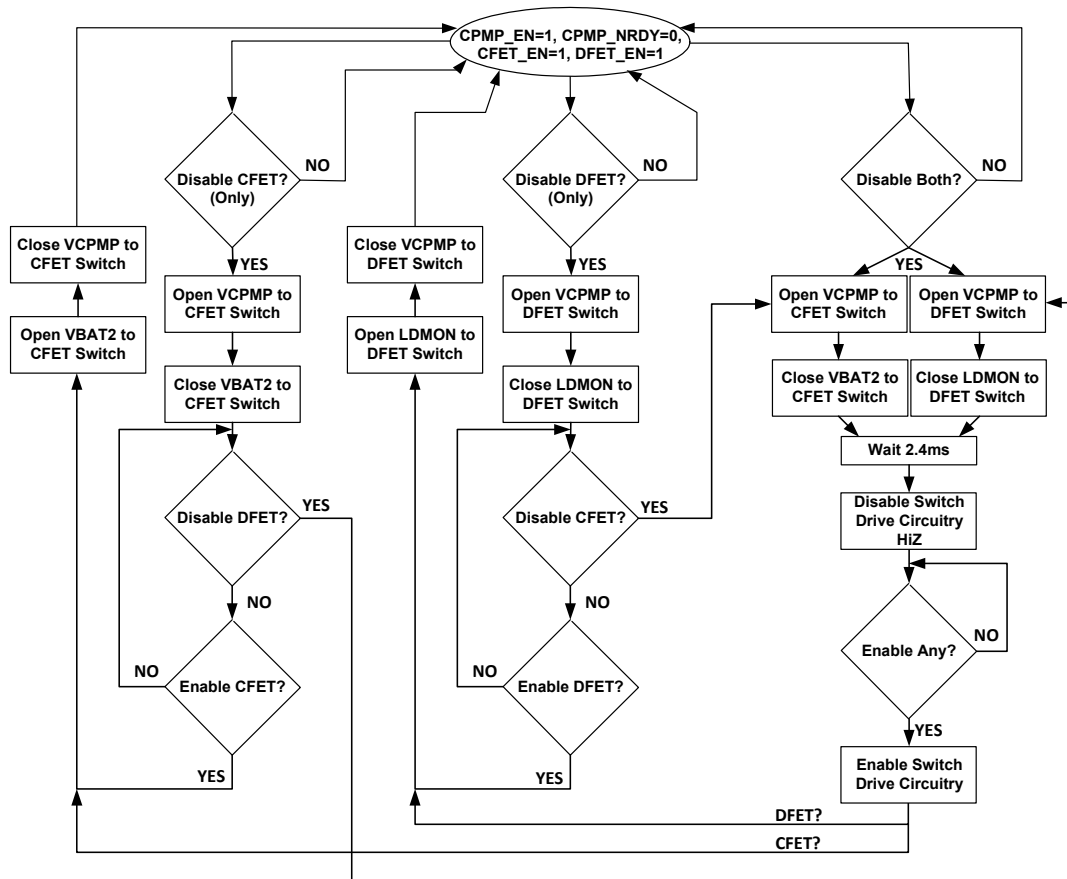 CPMP_EN=1, CPMP_NRDY=0,
CFET_EN=1, DFET_EN=1
Disable CFET?
(Only)
NO
YES
Close VCPMP to
CFET Switch
Open VBAT2 to
CFET Switch
Open VCPMP to
CFET Switch
Close VBAT2 to
CFET Switch
Disable DFET?
YES
NO
Enable CFET?
NO
YES
Disable DFET?
(Only)
NO
YES
Close VCPMP to
DFET Switch
Open LDMON to
DFET Switch
Open VCPMP to
DFET Switch
Close LDMON to
DFET Switch
Disable CFET?
YES
NO
Enable DFET?
NO
YES
Disable Both?
NO
YES
Open VCPMP to
CFET Switch
Open VCPMP to
DFET Switch
Close VBAT2 to
CFET Switch
Close LDMON to
DFET Switch
Wait 2.4ms
Disable Switch
Drive Circuitry
HiZ
Enable Any?
NO
YES
Enable Switch
Drive Circuitry
DFET?
CFET?